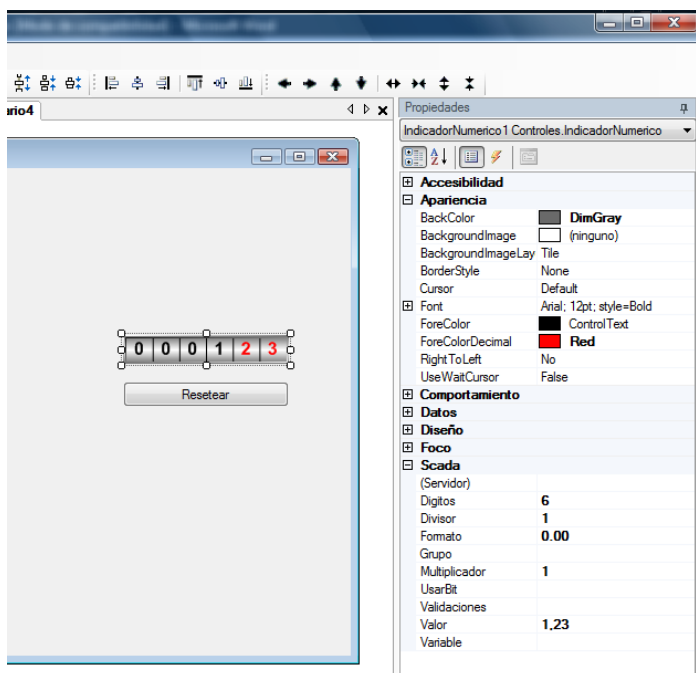 ario4
Propiedades
IndicadorNumerico1 Controles.IndicadorNumerico
Accesibilidad
Apariencia
BackColor DimGray
BackgroundImage (ninguno)
BackgroundImageLay Tile
BorderStyle None
Cursor Default
Font Arial; 12pt; style=Bold
ForeColor ControlText
ForeColorDecimal Red
RightToLeft No
UseWaitCursor False
Comportamiento
Datos
Diseño
Foco
Scada
(Servidor)
Digitos 6
Divisor 1
Formato 0.00
Grupo
Multiplicador 1
UsarBit
Validaciones
Valor 1,23
Variable
0 0 0 1 2 3
Resetear